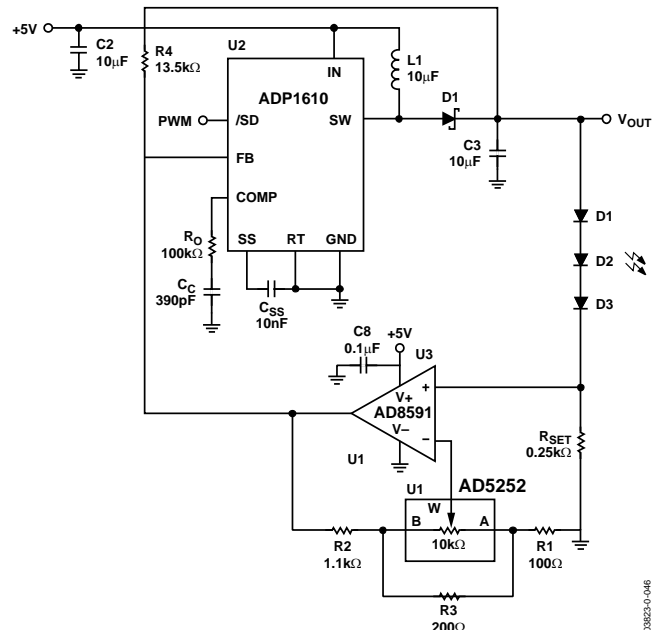 +5V
C2
10μF
R4
13.5kΩ
U2
IN
L1
10μF
ADP1610
D1
PWM
/SD
SW
VOUT
FB
C3
10μF
COMP
RO
100kΩ
SS
RT
GND
D1
D2
D3
CC
390pF
CSS
10nF
C8
0.1μF
+5V
U3
+
V+
AD8591
V–
–
U1
RSET
0.25kΩ
U1
AD5252
W
B
A
10kΩ
R2
1.1kΩ
R1
100Ω
R3
200Ω
03823-0-046